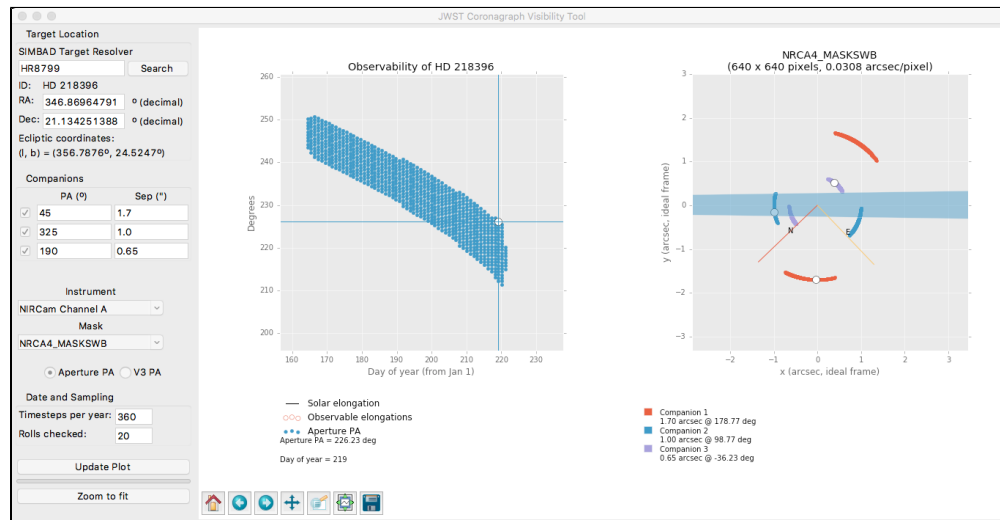 JWST Coronagraph Visibility Tool
Target Location
SIMBAD Target Resolver
HR8799 Search
ID: HD 218396
RA: 346.86964791 º (decimal)
Dec: 21.134251388 º (decimal)
Ecliptic coordinates:
(l, b) = (356.7876º, 24.5247º)
Companions
PA (º) Sep (")
45 1.7
325 1.0
190 0.65
Instrument
NIRCam Channel A
Mask
NRCA4_MASKSWB
Aperture PA V3 PA
Date and Sampling
Timesteps per year: 360
Rolls checked: 20
Update Plot
Zoom to fit
Observability of HD 218396
260
250
240
230
220
210
200
Degrees
160 170 180 190 200 210 220 230
Day of year (from Jan 1)
Solar elongation
Observable elongations
Aperture PA
Aperture PA = 226.23 deg
Day of year = 219
NRCA4_MASKSWB
(640 x 640 pixels, 0.0308 arcsec/pixel)
3
2
1
0
−1
−2
−3
y (arcsec, ideal frame)
N E
−2 −1 0 1 2 3
x (arcsec, ideal frame)
Companion 1
1.70 arcsec @ 178.77 deg
Companion 2
1.00 arcsec @ 98.77 deg
Companion 3
0.65 arcsec @ -36.23 deg